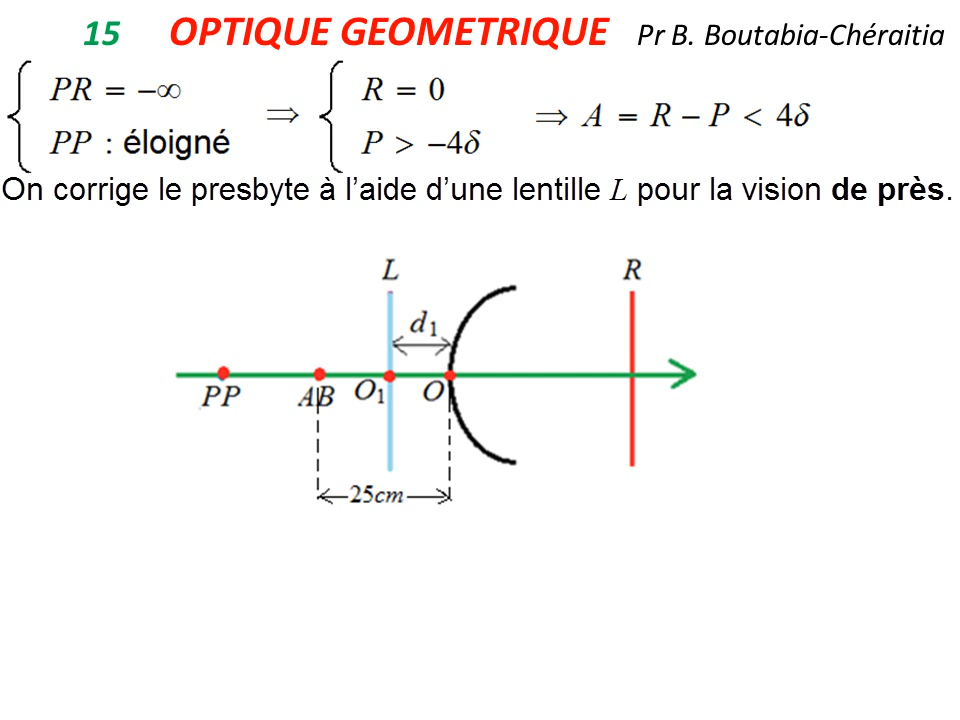 15 OPTIQUE GEOMETRIQUE Pr B. Boutabia-Chéraitia
{ PR = −∞ ⇒ { R = 0 ⇒ A = R − P < 4δ
PP : éloigné P > −4δ
On corrige le presbyte à l’aide d’une lentille L pour la vision de près.
L R
d1
PP AB O1 O
25cm